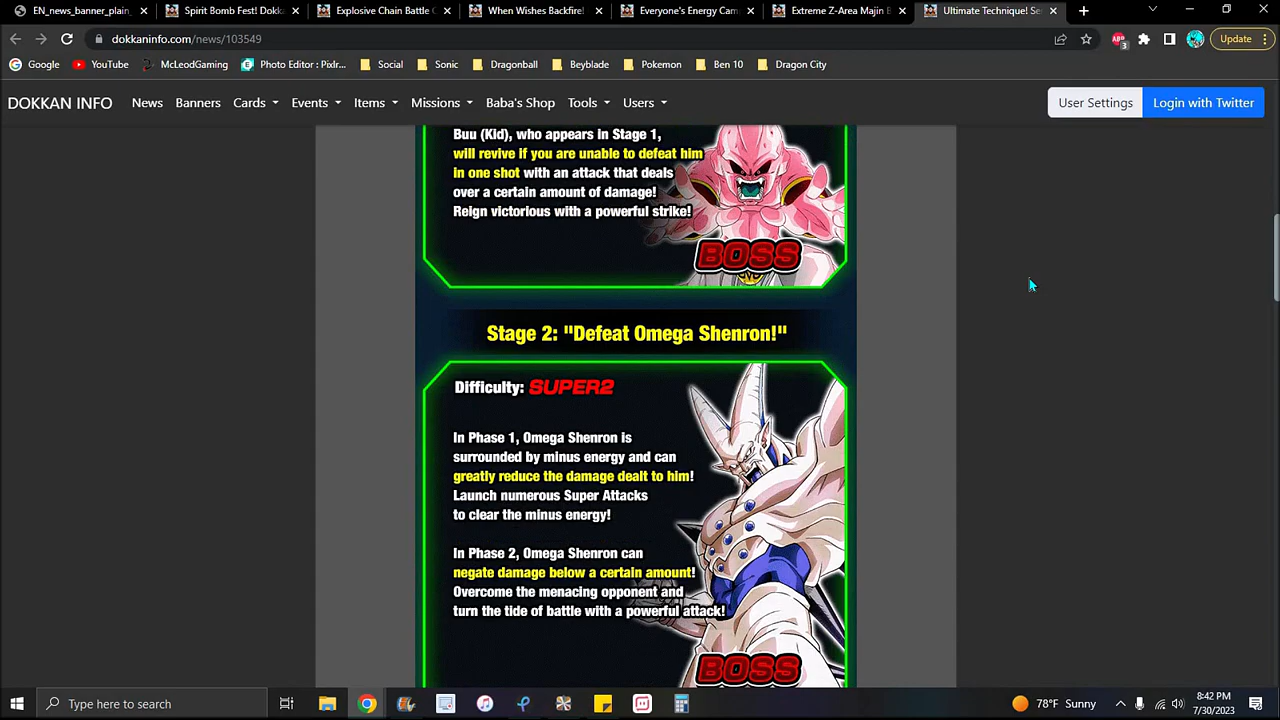 EN_news_banner_plain_
Spirit Bomb Fest! Dokk
Explosive Chain Battle
When Wishes Backfire!
Everyone's Energy Cam
Extreme Z-Area Majin B
Ultimate Technique! Se
dokkaninfo.com/news/103549
3
Update
Google
YouTube
McLeodGaming
Photo Editor : Pixlr...
Social
Sonic
Dragonball
Beyblade
Pokemon
Ben 10
Dragon City
DOKKAN INFO
News
Banners
Cards
Events
Items
Missions
Baba's Shop
Tools
Users
User Settings
Login with Twitter
Buu (Kid), who appears in Stage 1,
will revive if you are unable to defeat him
in one shot with an attack that deals
over a certain amount of damage!
Reign victorious with a powerful strike!
BOSS
Stage 2: "Defeat Omega Shenron!"
Difficulty: SUPER2
In Phase 1, Omega Shenron is
surrounded by minus energy and can
greatly reduce the damage dealt to him!
Launch numerous Super Attacks
to clear the minus energy!
In Phase 2, Omega Shenron can
negate damage below a certain amount!
Overcome the menacing opponent and
turn the tide of battle with a powerful attack!
BOSS
Type here to search
78°F Sunny
8:42 PM
7/30/2023